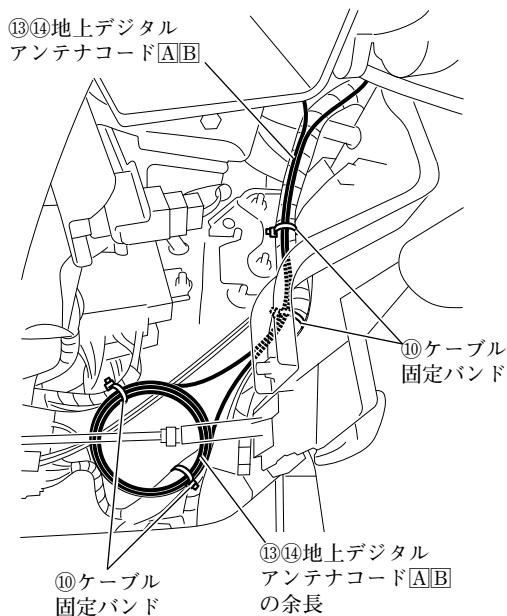 ⑬⑭地上デジタル
アンテナコードAB
⑩ケーブル
固定バンド
⑬⑭地上デジタル
アンテナコードAB
の余長
⑩ケーブル
固定バンド